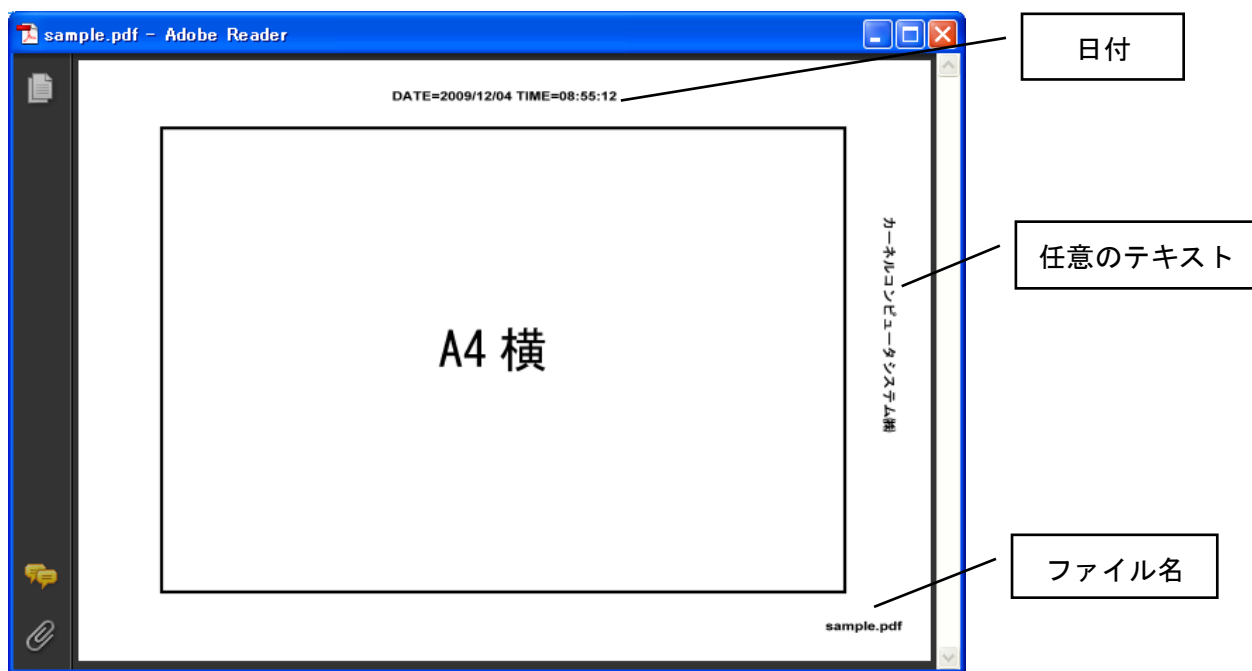 sample.pdf - Adobe Reader
日付
DATE=2009/12/04 TIME=08:55:12
カーネルコンピュータシステム㈱
任意のテキスト
A4 横
ファイル名
sample.pdf